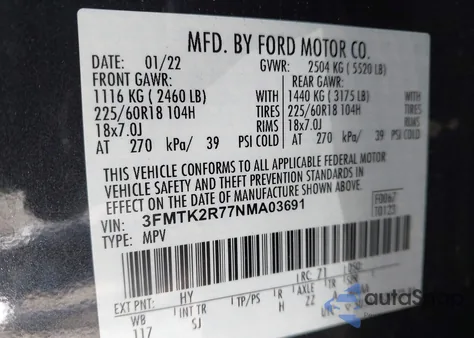 MFD. BY FORD MOTOR CO.
DATE: 01/22 GVWR: 2504 KG ( 5520 LB)
FRONT GAWR: REAR GAWR:
1116 KG ( 2460 LB) WITH 1440 KG ( 3175 LB) WITH
225/60R18 104H TIRES 225/60R18 104H TIRES
18x7.0J RIMS 18x7.0J RIMS
AT 270 kPa/ 39 PSI COLD AT 270 kPa/ 39 PSI COLD
THIS VEHICLE CONFORMS TO ALL APPLICABLE FEDERAL MOTOR
VEHICLE SAFETY AND THEFT PREVENTION STANDARDS IN
EFFECT ON THE DATE OF MANUFACTURE SHOWN ABOVE.
VIN: 3FMTK2R77NMA03691 F0067
TYPE: MPV T0123
RC: 71
EXT PNT: HY
WB INT TR TP/PS R AXLE
117 SJ H ZZ